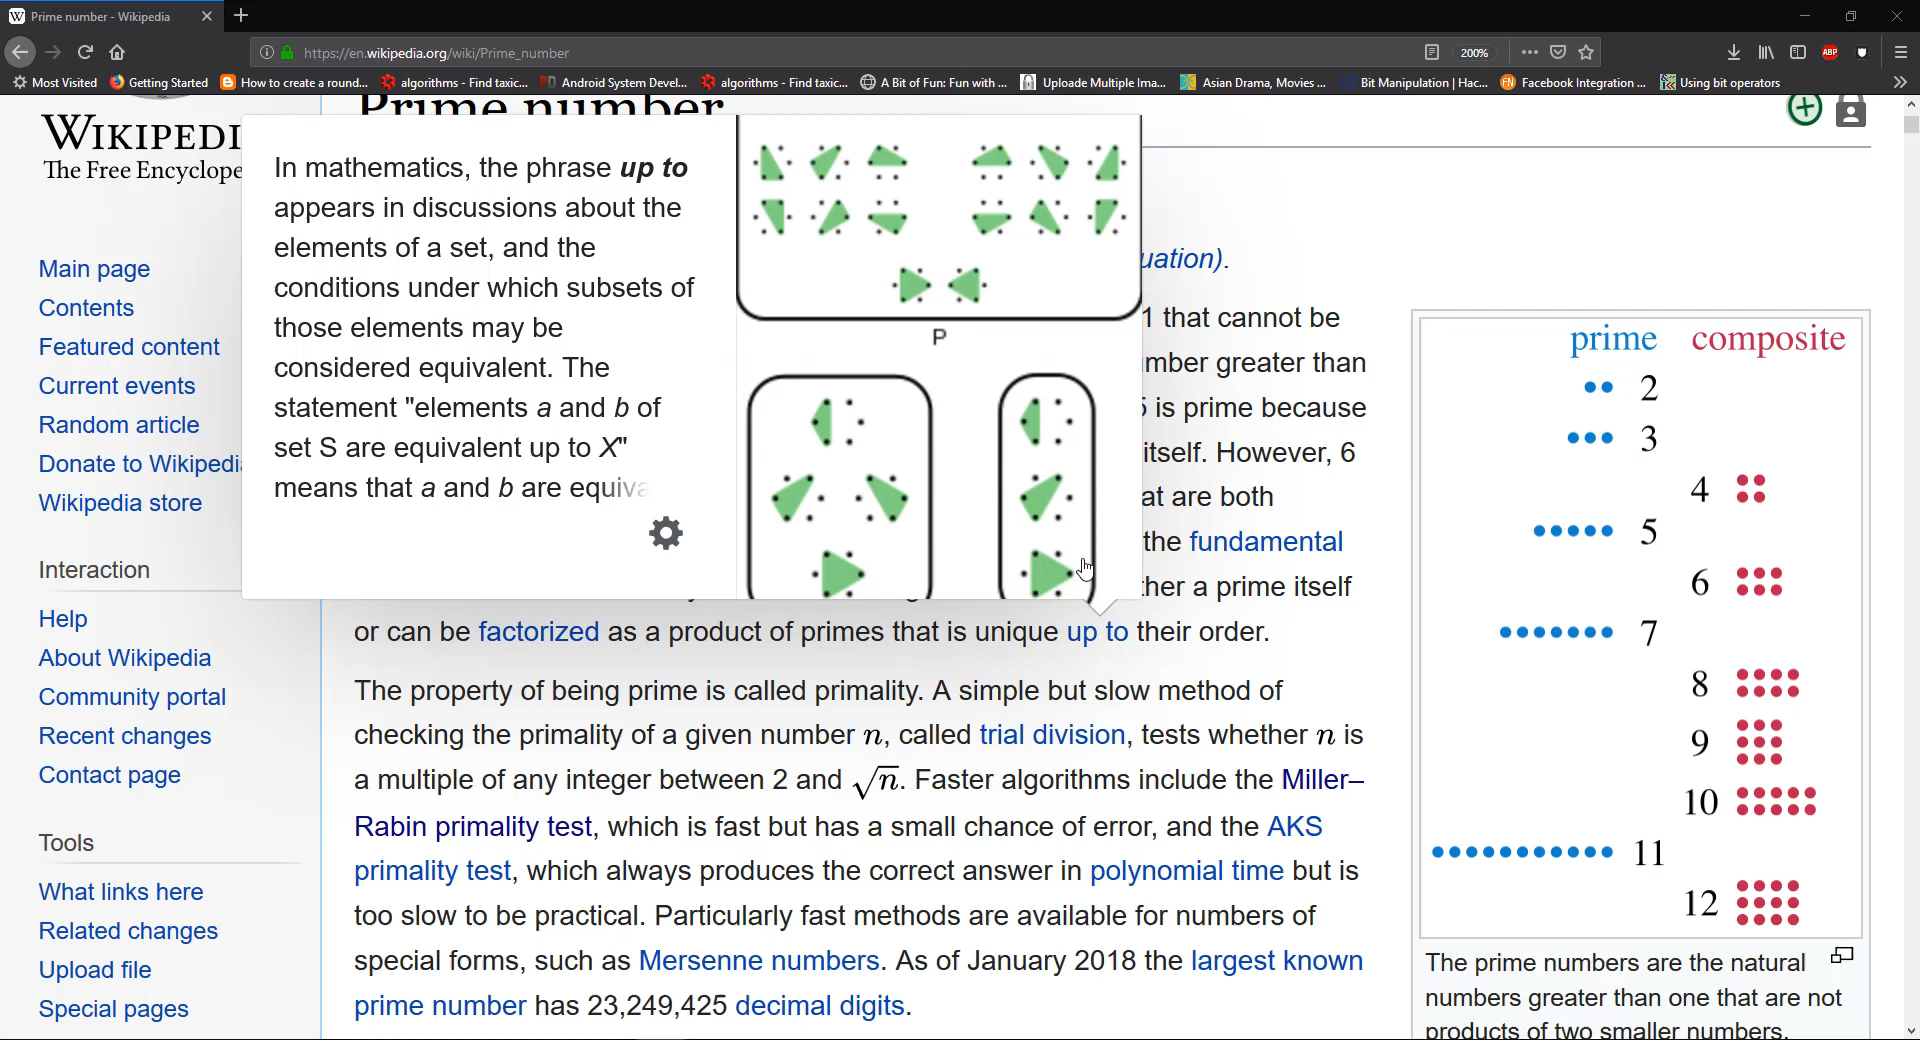 Prime number - Wikipedia
https://en.wikipedia.org/wiki/Prime_number
200%
Most Visited
Getting Started
How to create a round...
algorithms - Find taxic...
Android System Devel...
algorithms - Find taxic...
A Bit of Fun: Fun with ...
Uploade Multiple Ima...
Asian Drama, Movies ...
Bit Manipulation | Hac...
Facebook Integration ...
Using bit operators
ABP
WIKIPEDI
The Free Encyclope
Main page
Contents
Featured content
Current events
Random article
Donate to Wikipedi
Wikipedia store
Interaction
Help
About Wikipedia
Community portal
Recent changes
Contact page
Tools
What links here
Related changes
Upload file
Special pages
Prime number
In mathematics, the phrase up to
appears in discussions about the
elements of a set, and the
conditions under which subsets of
those elements may be
considered equivalent. The
statement "elements a and b of
set S are equivalent up to X"
means that a and b are equiva
P
uation).
1 that cannot be
mber greater than
5 is prime because
itself. However, 6
at are both
the fundamental
ther a prime itself
or can be factorized as a product of primes that is unique up to their order.
The property of being prime is called primality. A simple but slow method of
checking the primality of a given number n, called trial division, tests whether n is
a multiple of any integer between 2 and √n. Faster algorithms include the Miller–
Rabin primality test, which is fast but has a small chance of error, and the AKS
primality test, which always produces the correct answer in polynomial time but is
too slow to be practical. Particularly fast methods are available for numbers of
special forms, such as Mersenne numbers. As of January 2018 the largest known
prime number has 23,249,425 decimal digits.
prime composite
2
3
4
5
6
7
8
9
10
11
12
The prime numbers are the natural
numbers greater than one that are not
products of two smaller numbers.